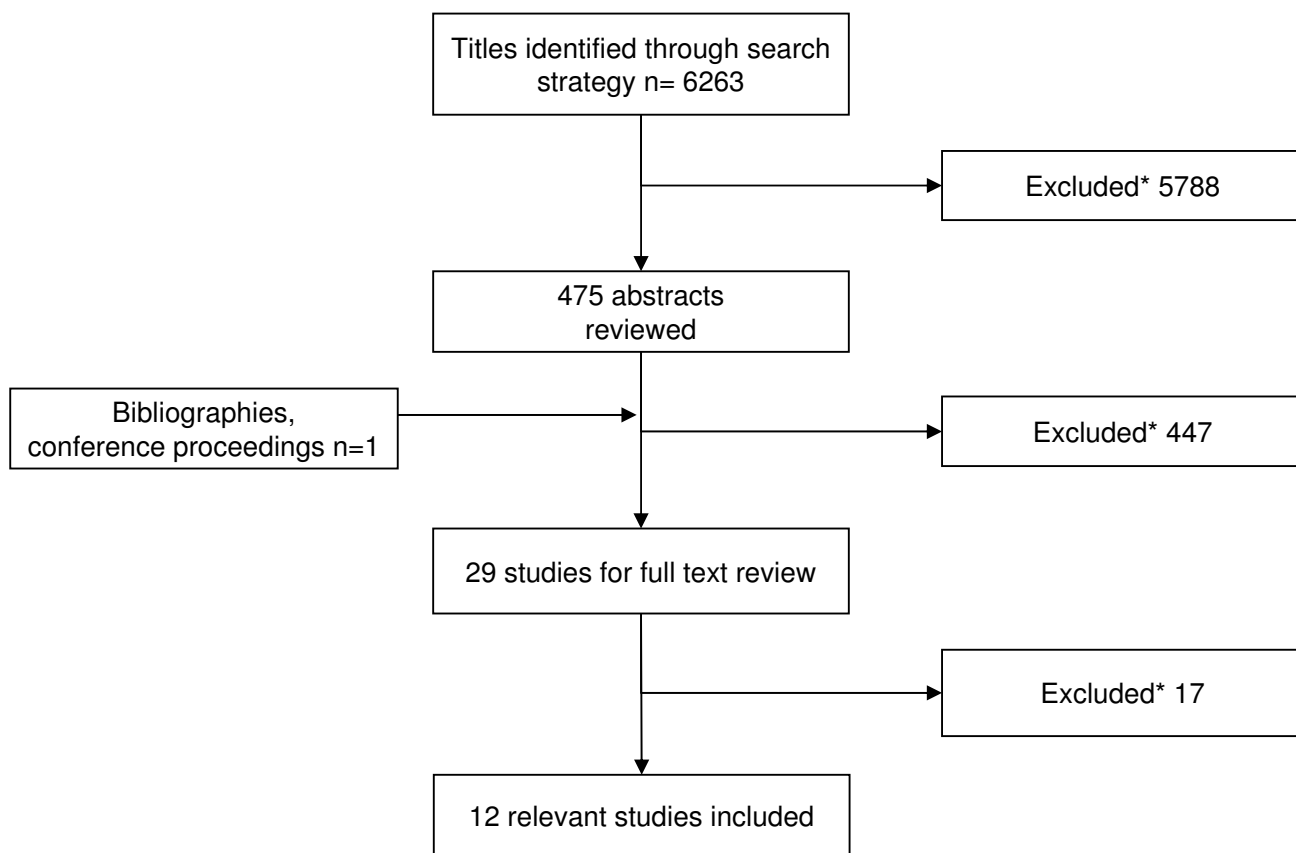 Titles identified through search
strategy n= 6263
Excluded* 5788
475 abstracts
reviewed
Bibliographies,
conference proceedings n=1
Excluded* 447
29 studies for full text review
Excluded* 17
12 relevant studies included